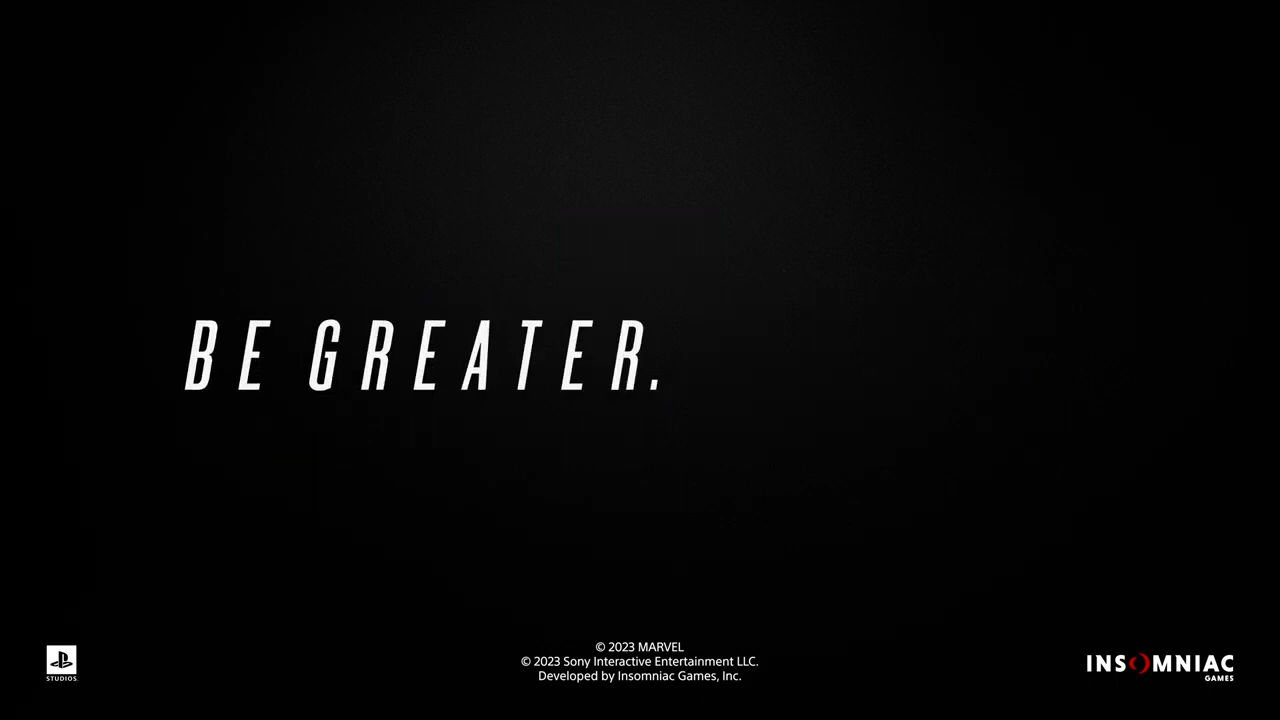 BE GREATER.
© 2023 MARVEL
© 2023 Sony Interactive Entertainment LLC.
Developed by Insomniac Games, Inc.
STUDIOS
INSOMNIAC
GAMES